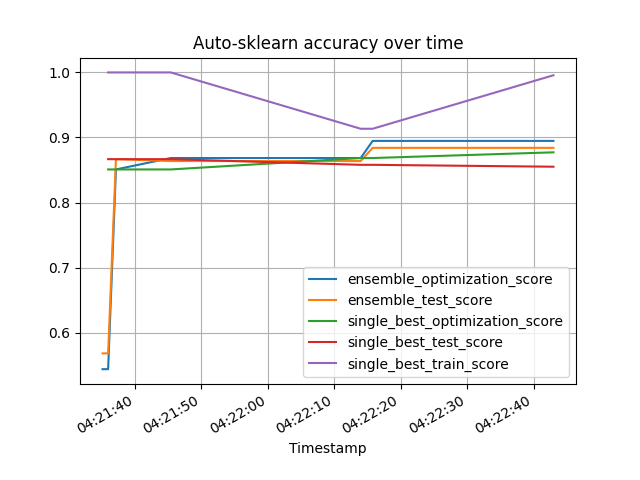 Auto-sklearn accuracy over time
1.0
0.9
0.8
0.7
0.6
ensemble_optimization_score
ensemble_test_score
single_best_optimization_score
single_best_test_score
single_best_train_score
04:21:40
04:21:50
04:22:00
04:22:10
04:22:20
04:22:30
04:22:40
Timestamp